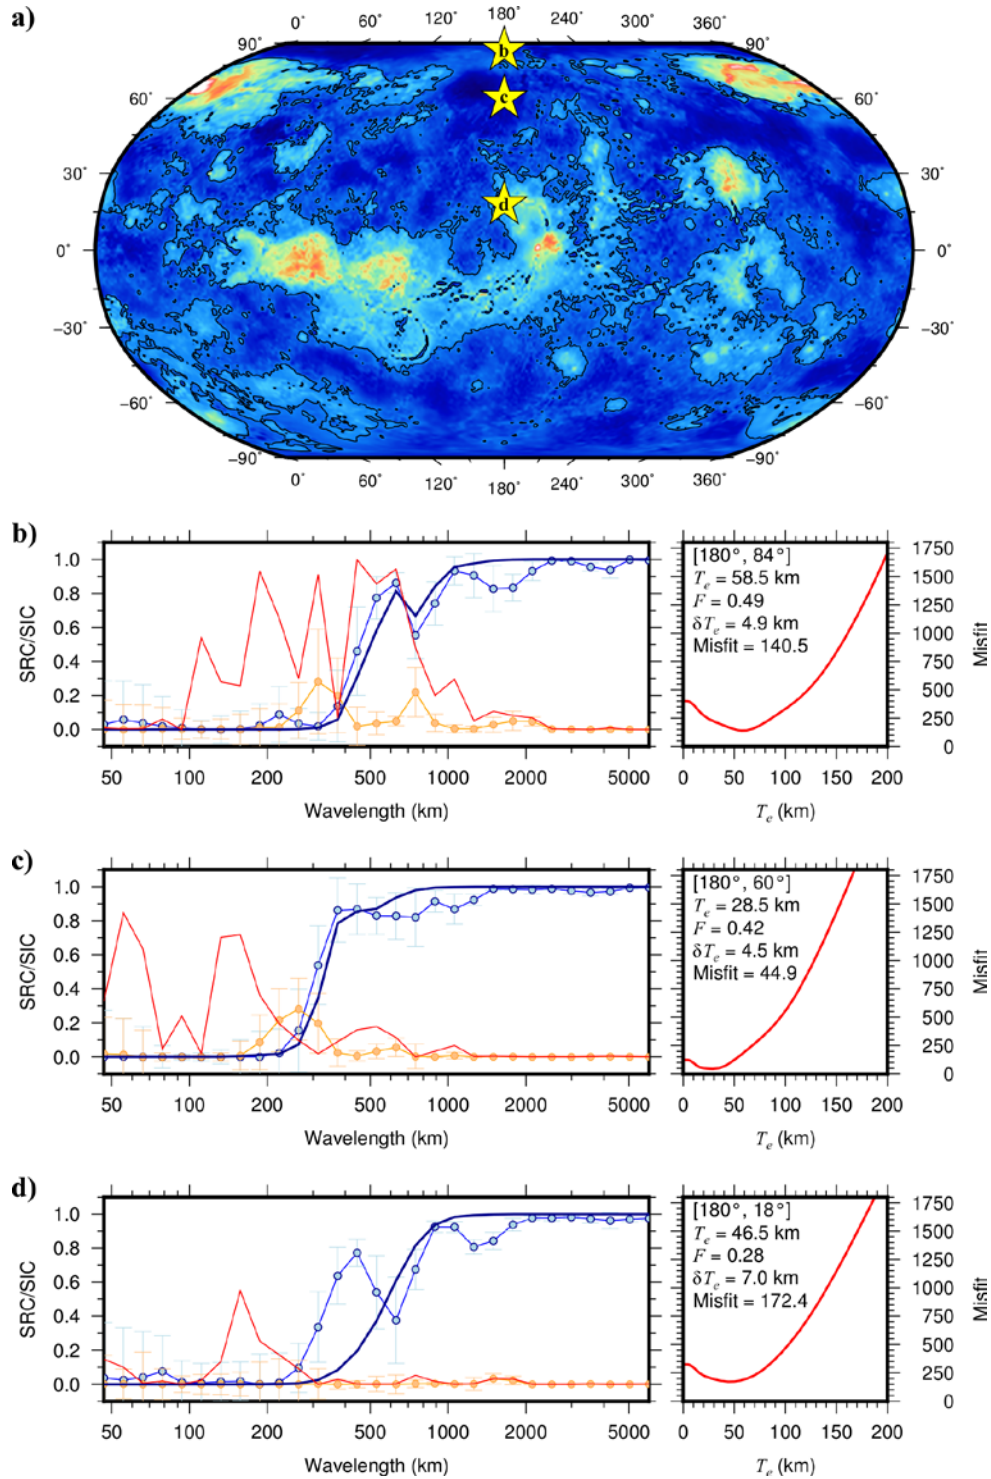 a)
0° 60° 120° 180° 240° 300° 360°
90° 90°
60° 60°
30° 30°
0° 0°
−30° −30°
−60° −60°
−90° −90°
0° 60° 120° 180° 240° 300° 360°
b
c
d
b)
SRC/SIC
1.0
0.8
0.6
0.4
0.2
0.0
50 100 200 500 1000 2000 5000
Wavelength (km)
[180°, 84°]
Te = 58.5 km
F = 0.49
δTe = 4.9 km
Misfit = 140.5
1750
1500
1250
1000
750
500
250
0
Misfit
0 50 100 150 200
Te (km)
c)
SRC/SIC
1.0
0.8
0.6
0.4
0.2
0.0
50 100 200 500 1000 2000 5000
Wavelength (km)
[180°, 60°]
Te = 28.5 km
F = 0.42
δTe = 4.5 km
Misfit = 44.9
1750
1500
1250
1000
750
500
250
0
Misfit
0 50 100 150 200
Te (km)
d)
SRC/SIC
1.0
0.8
0.6
0.4
0.2
0.0
50 100 200 500 1000 2000 5000
Wavelength (km)
[180°, 18°]
Te = 46.5 km
F = 0.28
δTe = 7.0 km
Misfit = 172.4
1750
1500
1250
1000
750
500
250
0
Misfit
0 50 100 150 200
Te (km)